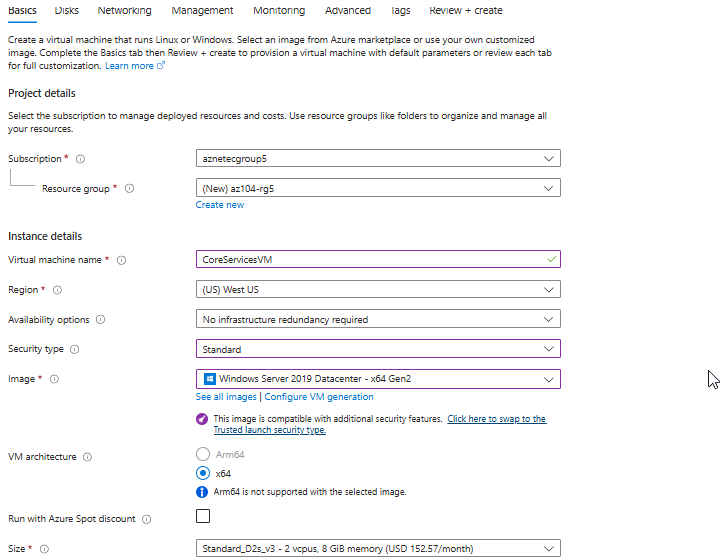 Basics Disks Networking Management Monitoring Advanced Tags Review + create
Create a virtual machine that runs Linux or Windows. Select an image from Azure marketplace or use your own customized
image. Complete the Basics tab then Review + create to provision a virtual machine with default parameters or review each tab
for full customization. Learn more
Project details
Select the subscription to manage deployed resources and costs. Use resource groups like folders to organize and manage all
your resources.
Subscription * aznetecgroup5
Resource group * (New) az104-rg5
Create new
Instance details
Virtual machine name * CoreServicesVM
Region * (US) West US
Availability options No infrastructure redundancy required
Security type Standard
Image * Windows Server 2019 Datacenter - x64 Gen2
See all images | Configure VM generation
This image is compatible with additional security features. Click here to swap to the
Trusted launch security type.
VM architecture Arm64
x64
Arm64 is not supported with the selected image.
Run with Azure Spot discount
Size * Standard_D2s_v3 - 2 vcpus, 8 GiB memory (USD 152.57/month)